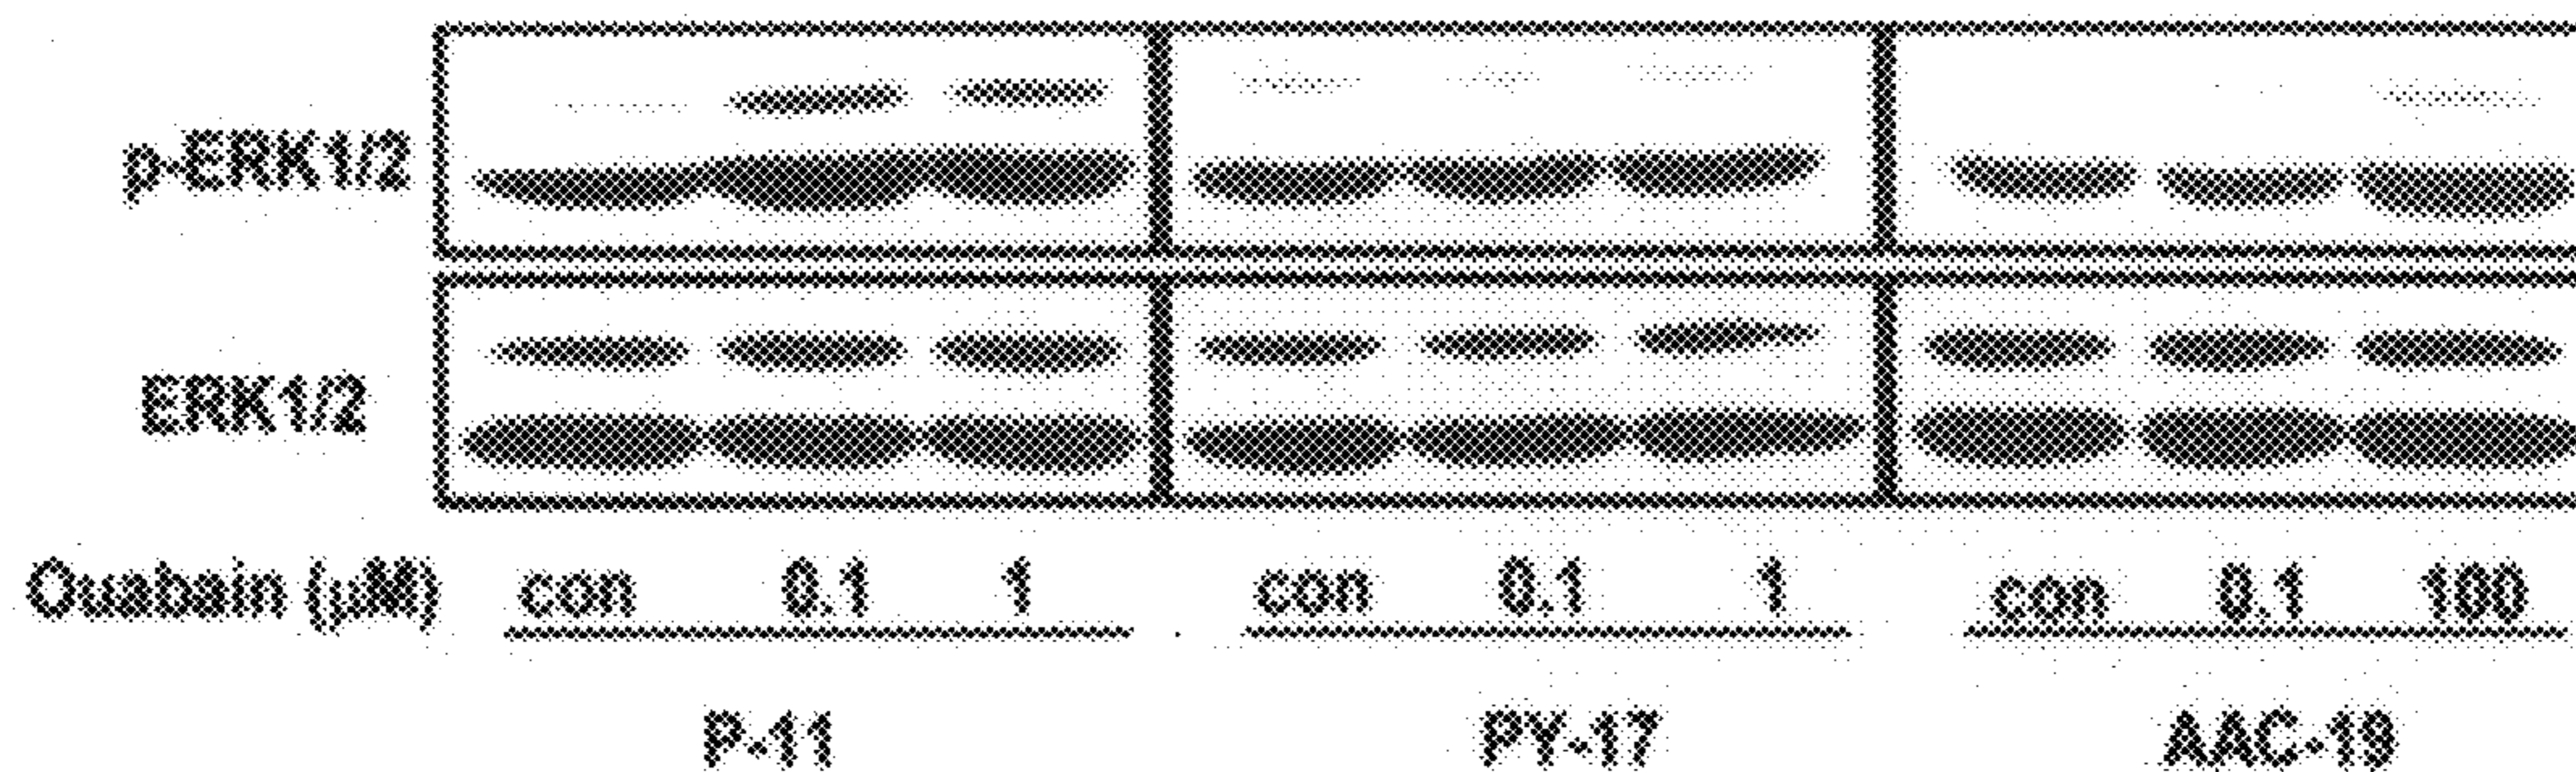 p-ERK1/2
ERK1/2
Ouabain (μM) con 0.1 1 con 0.1 1 con 0.1 100
P-11 PY-17 AAC-19